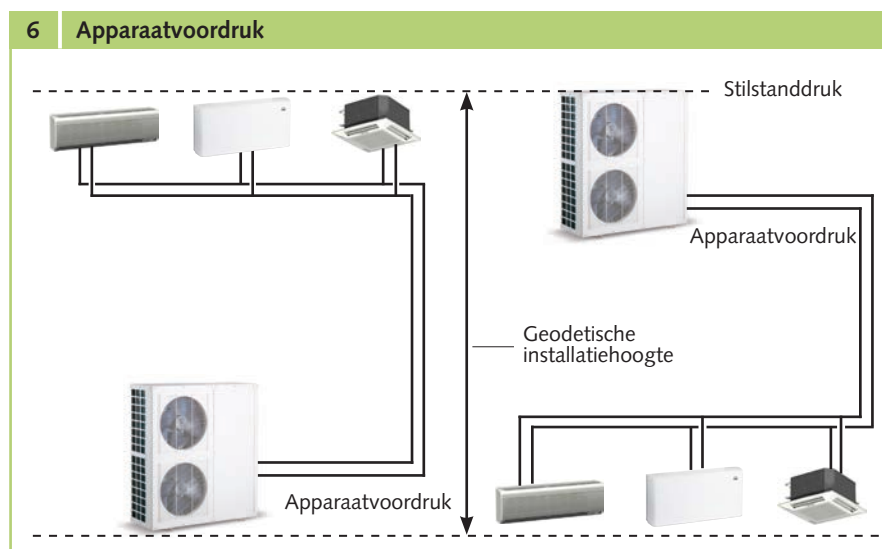 6 Apparaatvoordruk
Stilstanddruk
Apparaatvoordruk
Geodetische
installatiehoogte
Apparaatvoordruk